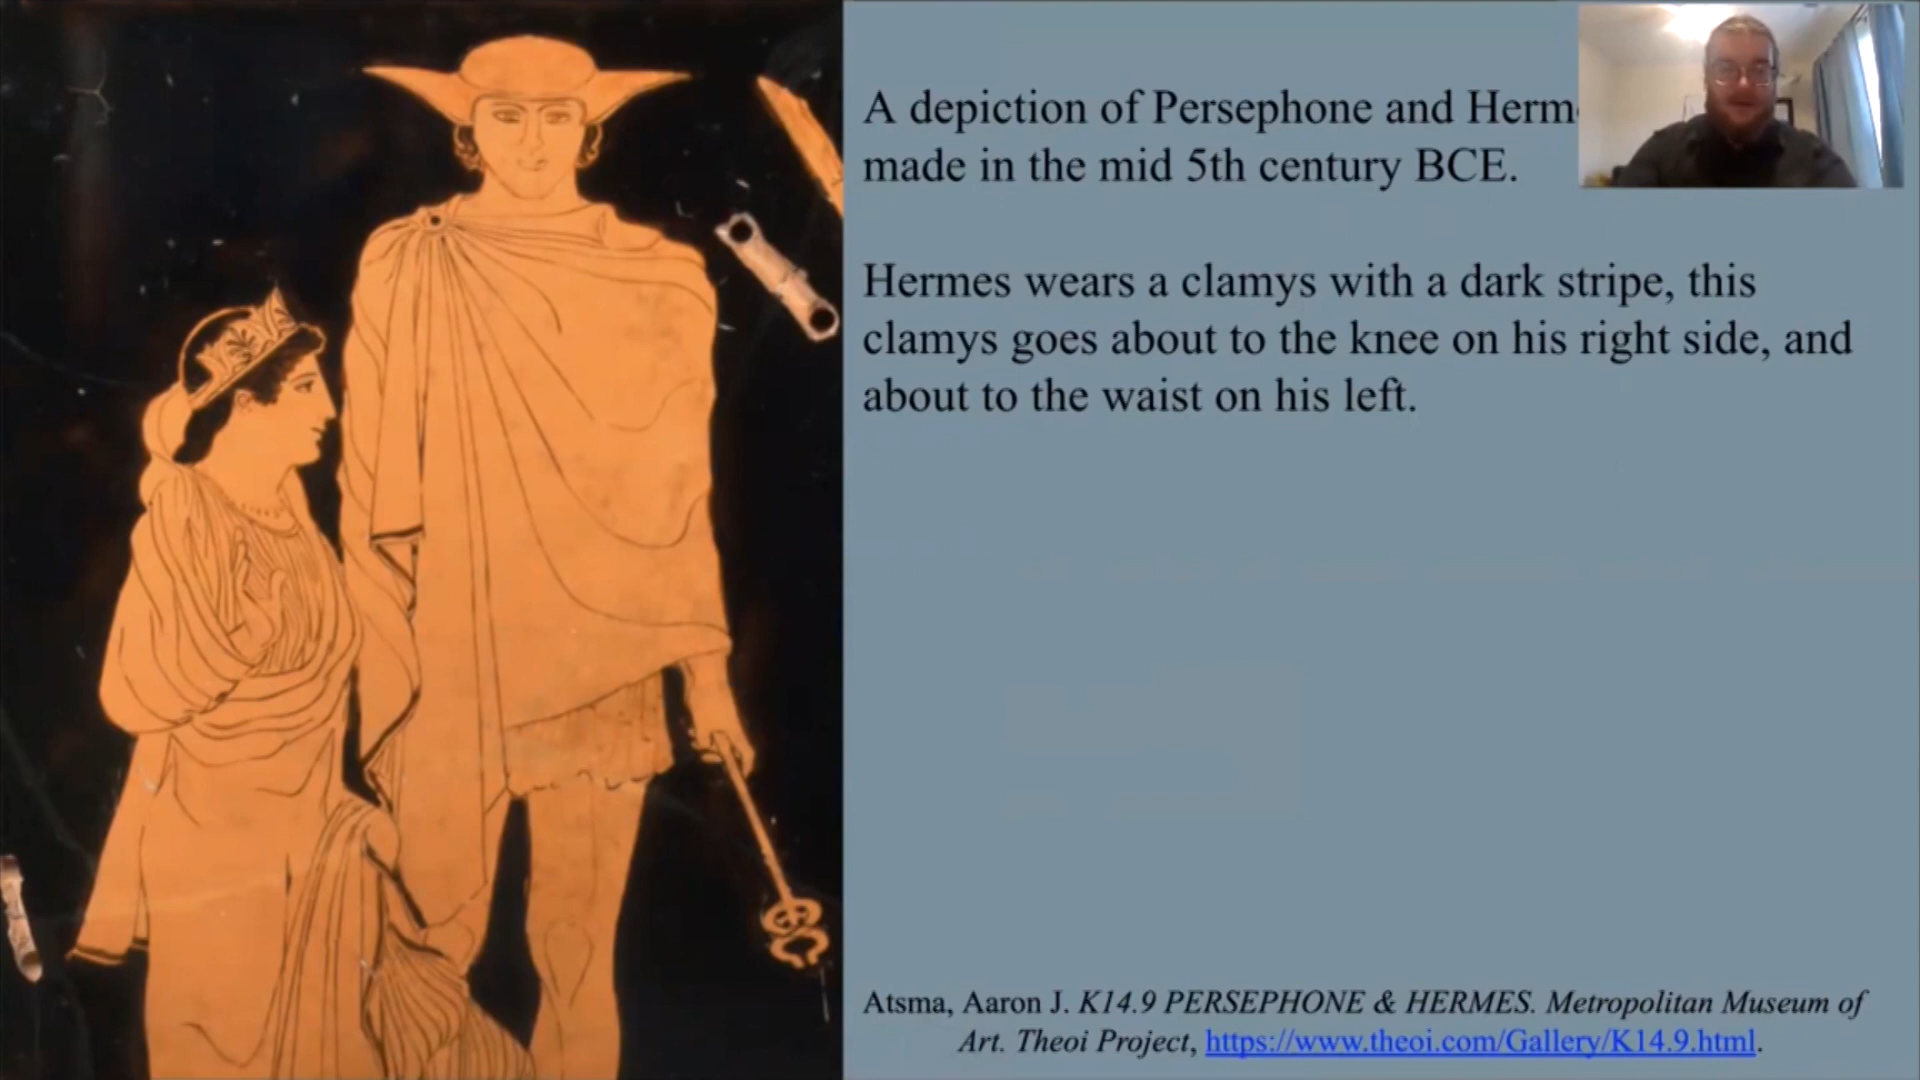 A depiction of Persephone and Herm
made in the mid 5th century BCE.
Hermes wears a clamys with a dark stripe, this
clamys goes about to the knee on his right side, and
about to the waist on his left.
Atsma, Aaron J. K14.9 PERSEPHONE & HERMES. Metropolitan Museum of
Art. Theoi Project, https://www.theoi.com/Gallery/K14.9.html.